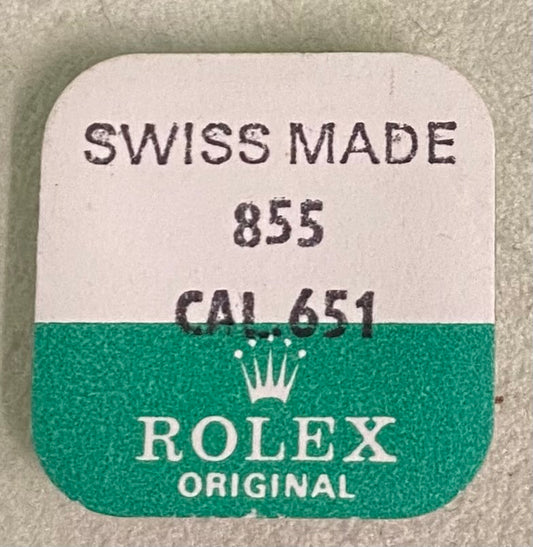 SWISS MADE
855
CAL.651
ROLEX
ORIGINAL